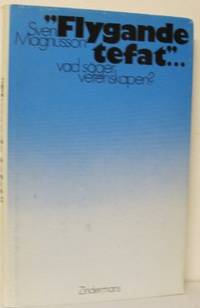 Sven
Magnusson
"Flygande
tefat"...
vad säger
vetenskapen?
Zindermans